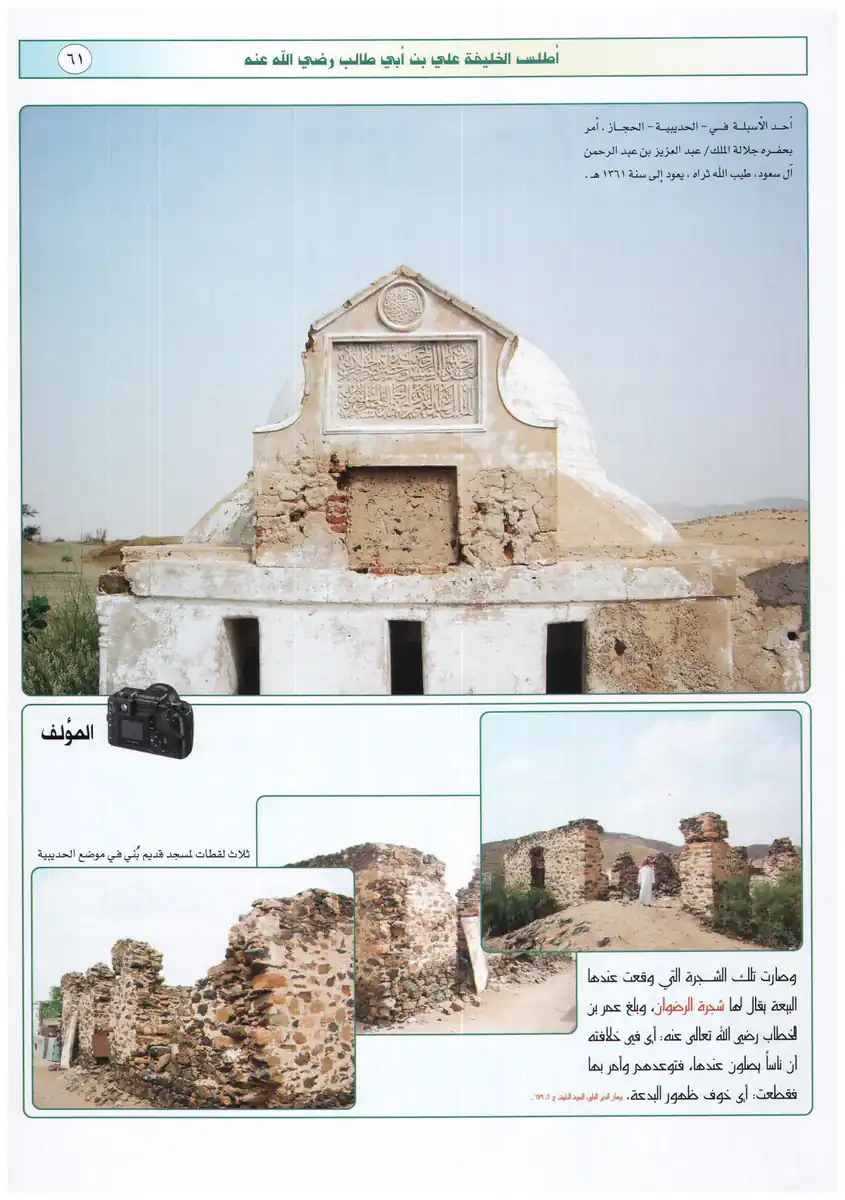 أطلس الخليفة علي بن أبي طالب رضي الله عنه
٦١
أحد الأسبلة في - الحديبية - الحجاز ، أمر
بحفره جلالة الملك/ عبد العزيز بن عبد الرحمن
آل سعود، طيب الله ثراه ، يعود إلى سنة ١٣٦١ هـ .
المؤلف
ثلاث لقطات لمسجد قديم بُني في موضع الحديبية
وصارت تلك الشجرة التي وقعت عندها
البيعة يقال لها شجرة الرضوان، وبلغ عمر بن
الخطاب رضي الله تعالى عنه: أي في خلافته
أن ناساً يصلون عندها، فتوعدهم وأمر بها
فقطعت: أي خوف ظهور البدعة.